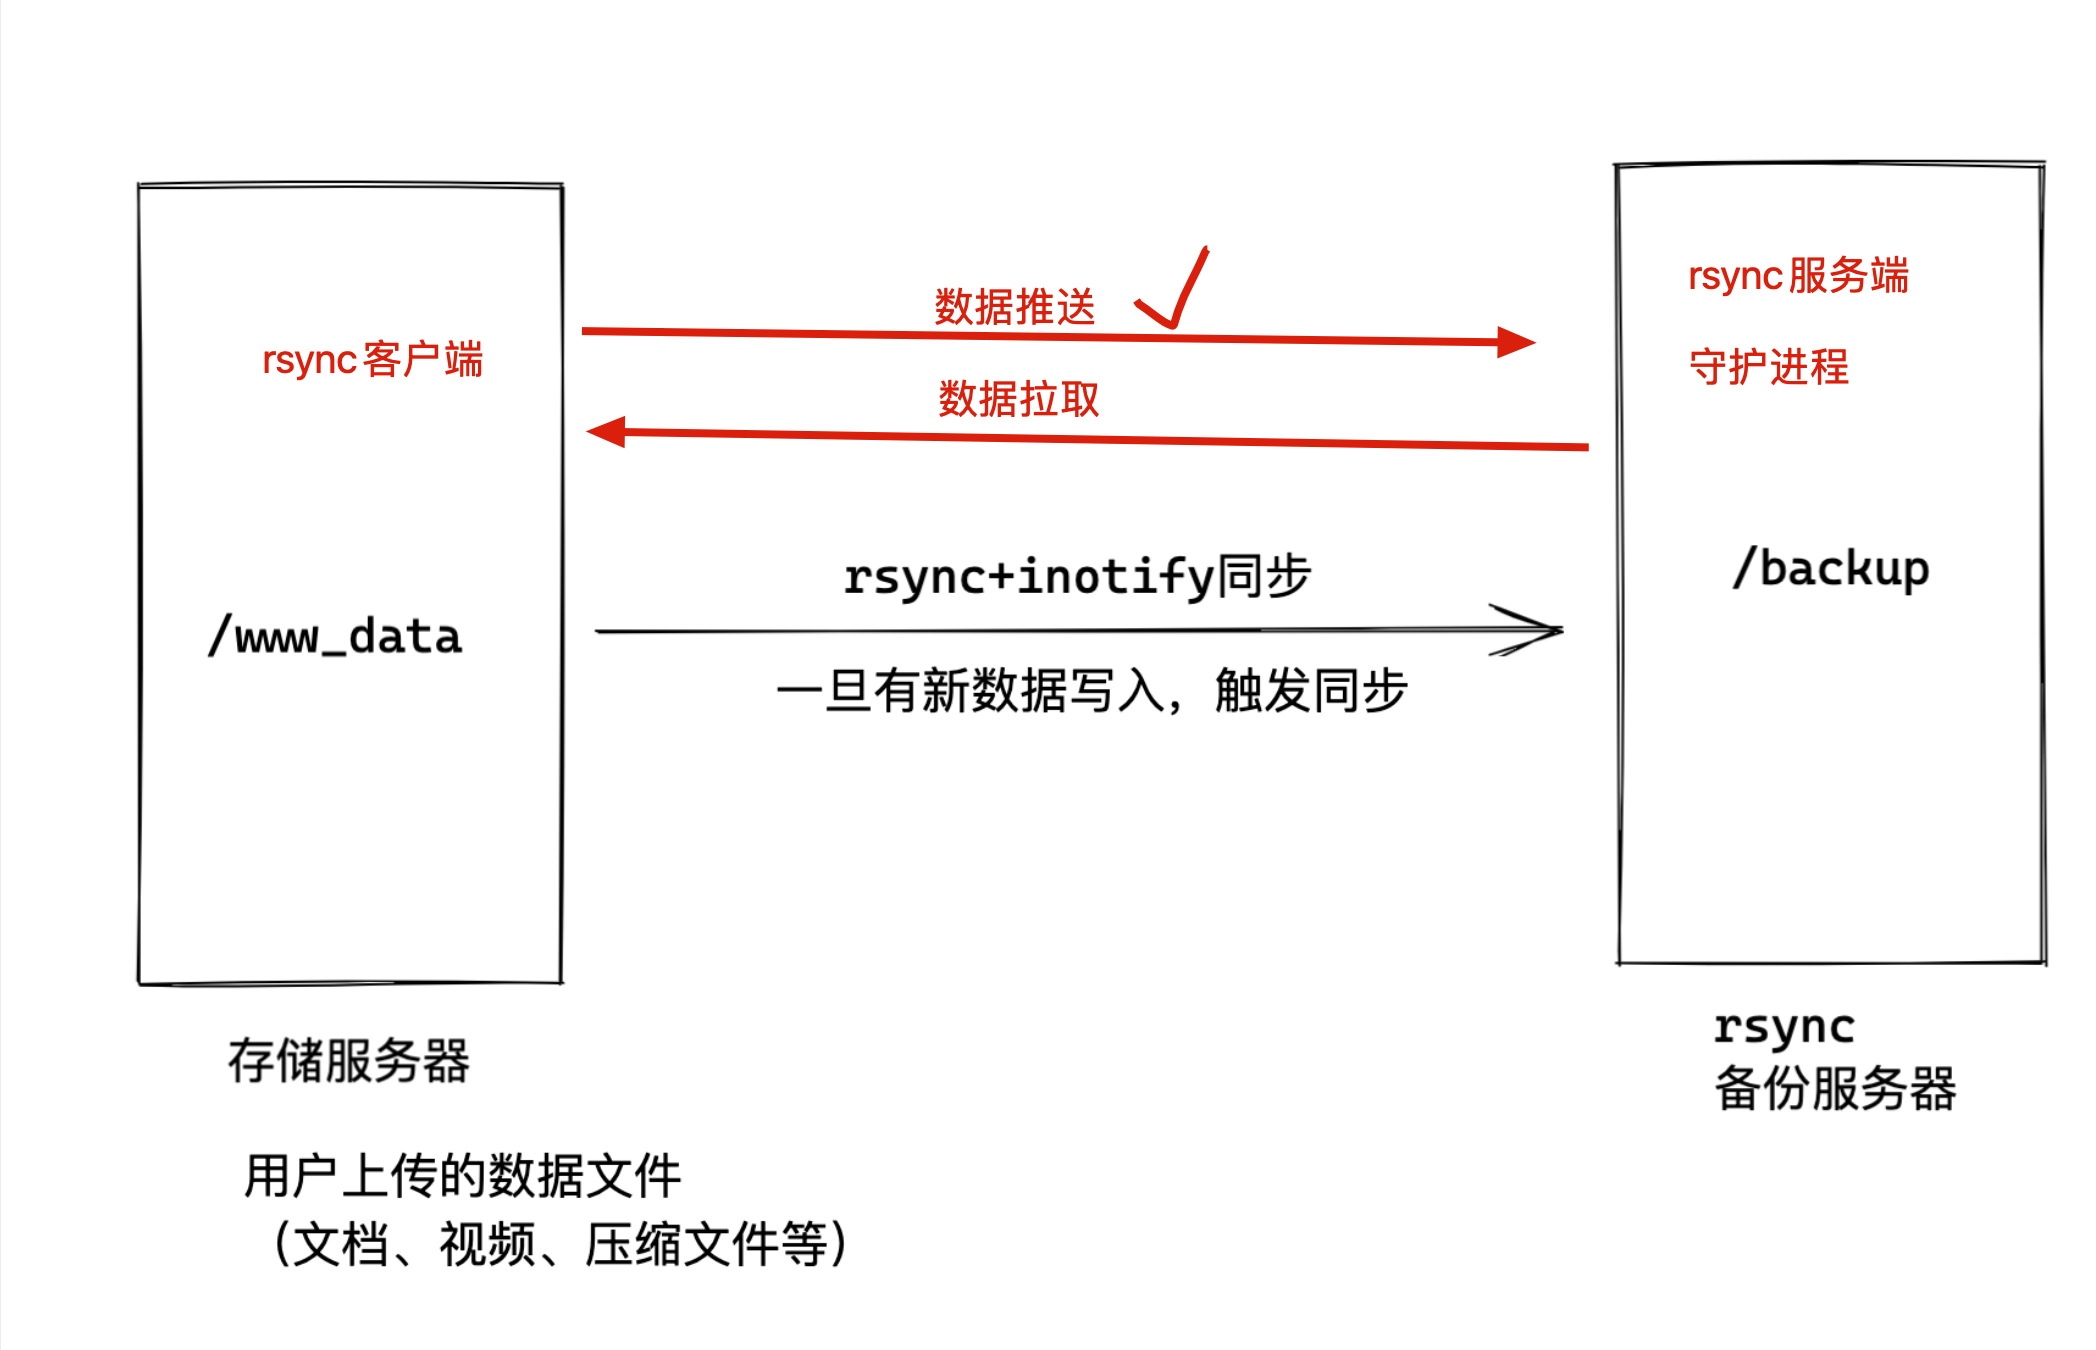 rsync客户端
/www_data
存储服务器
用户上传的数据文件
（文档、视频、压缩文件等）
数据推送
数据拉取
rsync+inotify同步
一旦有新数据写入，触发同步
rsync服务端
守护进程
/backup
rsync
备份服务器